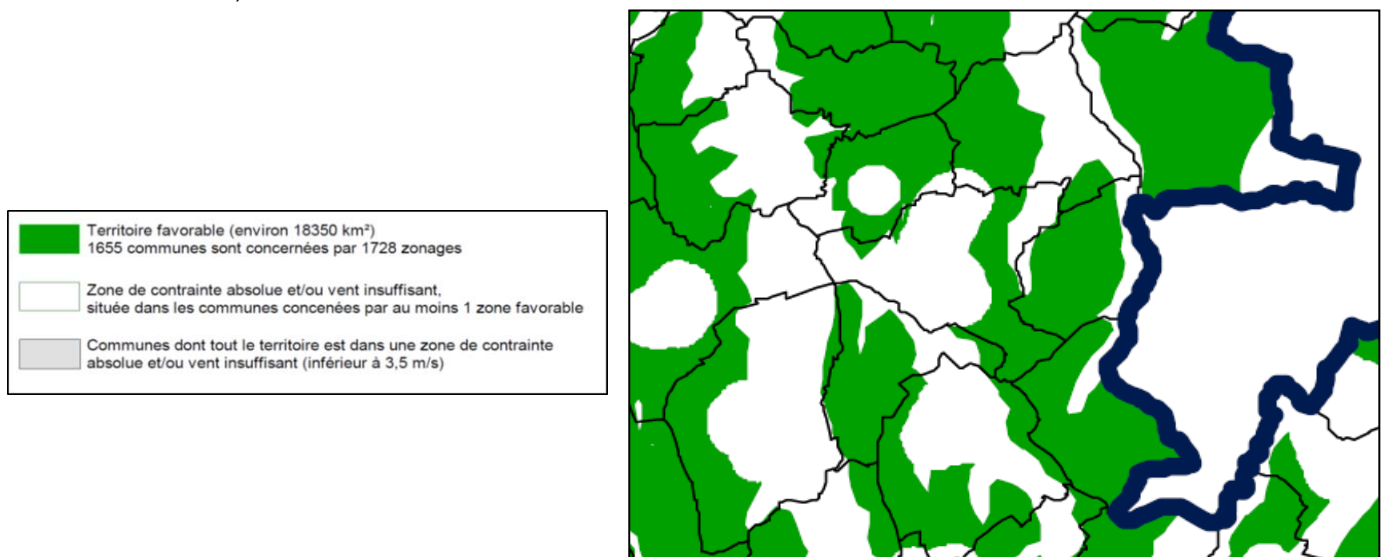 Territoire favorable (environ 18350 km²)
1655 communes sont concernées par 1728 zonages
Zone de contrainte absolue et/ou vent insuffisant,
située dans les communes concenées par au moins 1 zone favorable
Communes dont tout le territoire est dans une zone de contrainte
absolue et/ou vent insuffisant (inférieur à 3,5 m/s)